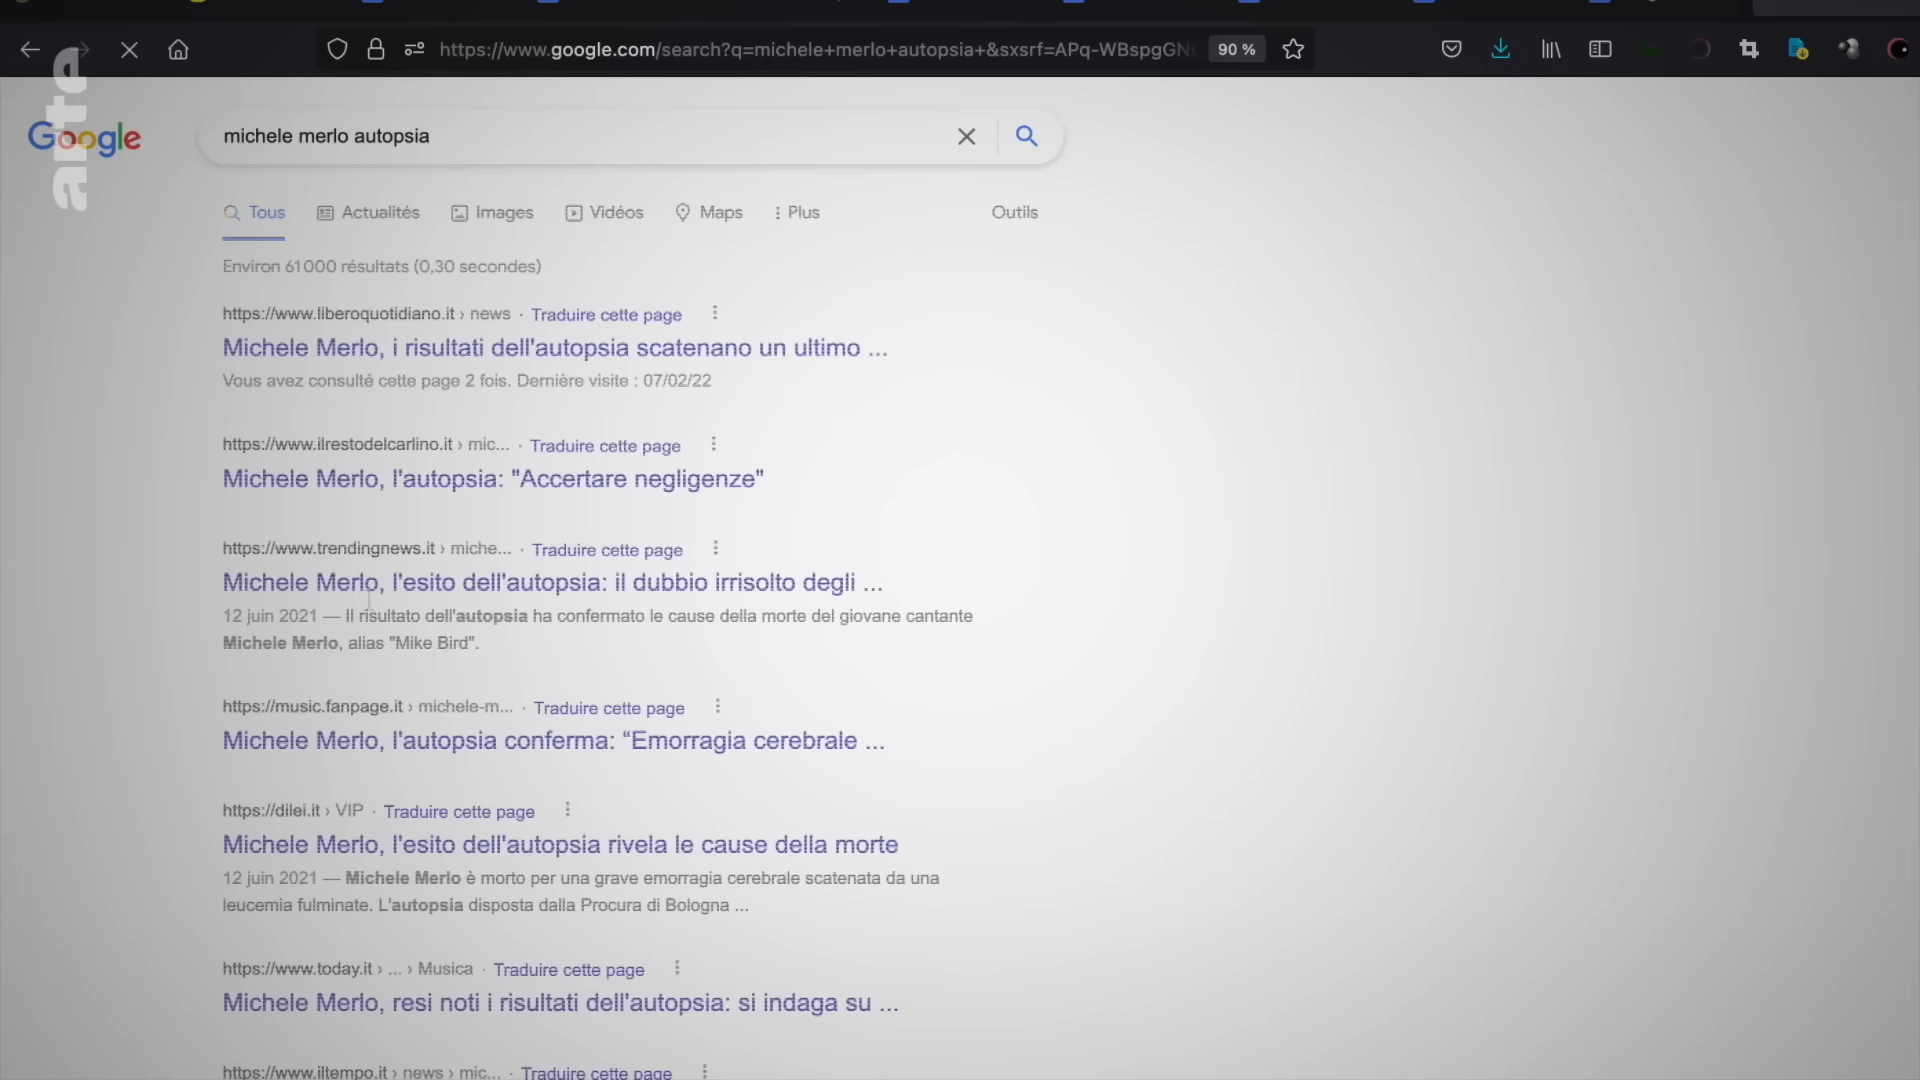 https://www.google.com/search?q=michele+merlo+autopsia+&sxsrf=APq-WBspgGN
90 %
arte
Google
michele merlo autopsia
Tous
Actualités
Images
Vidéos
Maps
Plus
Outils
Environ 61 000 résultats (0,30 secondes)
https://www.liberoquotidiano.it › news · Traduire cette page
Michele Merlo, i risultati dell'autopsia scatenano un ultimo ...
Vous avez consulté cette page 2 fois. Dernière visite : 07/02/22
https://www.ilrestodelcarlino.it › mic... · Traduire cette page
Michele Merlo, l'autopsia: "Accertare negligenze"
https://www.trendingnews.it › miche... · Traduire cette page
Michele Merlo, l'esito dell'autopsia: il dubbio irrisolto degli ...
12 juin 2021 — Il risultato dell'autopsia ha confermato le cause della morte del giovane cantante
Michele Merlo, alias "Mike Bird".
https://music.fanpage.it › michele-m... · Traduire cette page
Michele Merlo, l'autopsia conferma: “Emorragia cerebrale ...
https://dilei.it › VIP · Traduire cette page
Michele Merlo, l'esito dell'autopsia rivela le cause della morte
12 juin 2021 — Michele Merlo è morto per una grave emorragia cerebrale scatenata da una
leucemia fulminate. L'autopsia disposta dalla Procura di Bologna ...
https://www.today.it › ... › Musica · Traduire cette page
Michele Merlo, resi noti i risultati dell'autopsia: si indaga su ...
https://www.iltempo.it › news › mic... · Traduire cette page